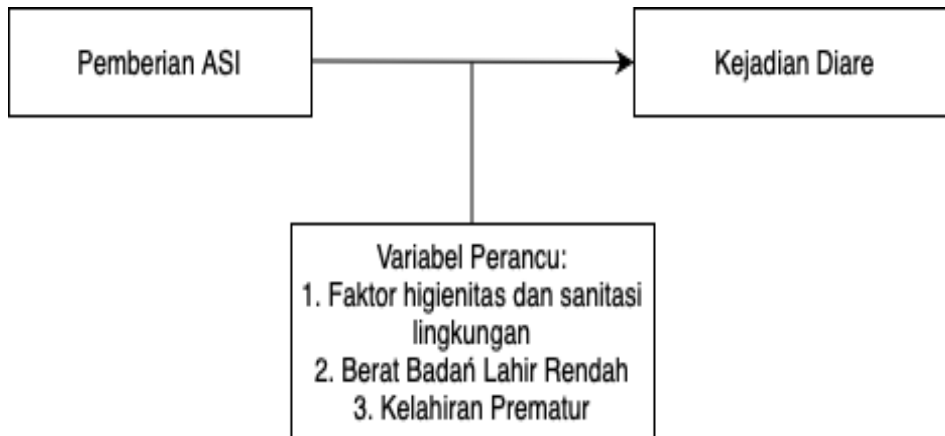 Pemberian ASI
Kejadian Diare
Variabel Perancu:
1. Faktor higienitas dan sanitasi
lingkungan
2. Berat Badań Lahir Rendah
3. Kelahiran Prematur